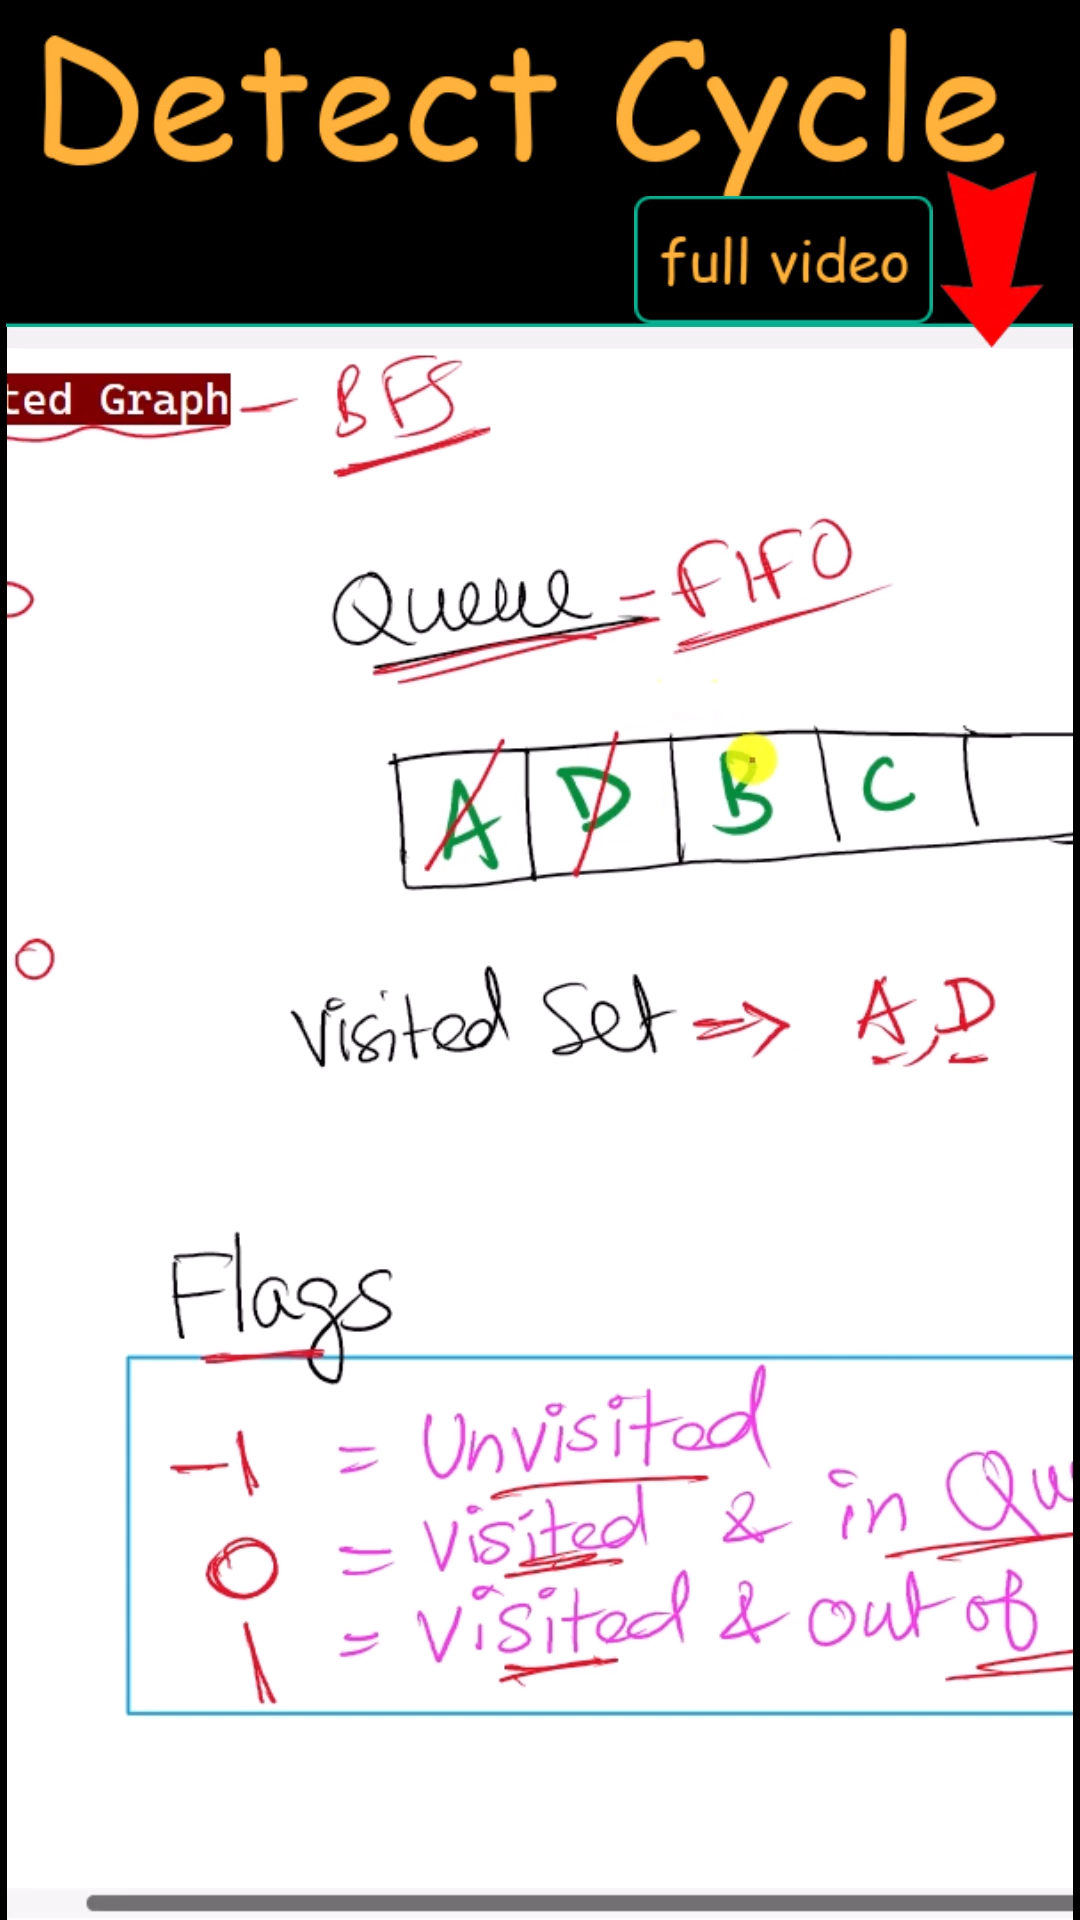 Detect Cycle
full video
ted Graph - BFS
Queue - FIFO
A D B C
Visited Set => A, D
Flags
-1 = Unvisited
0 = Visited & in Qu
1 = Visited & out of